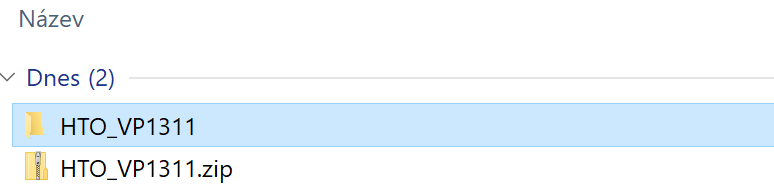 Název
Dnes (2)
HTO_VP1311
HTO_VP1311.zip